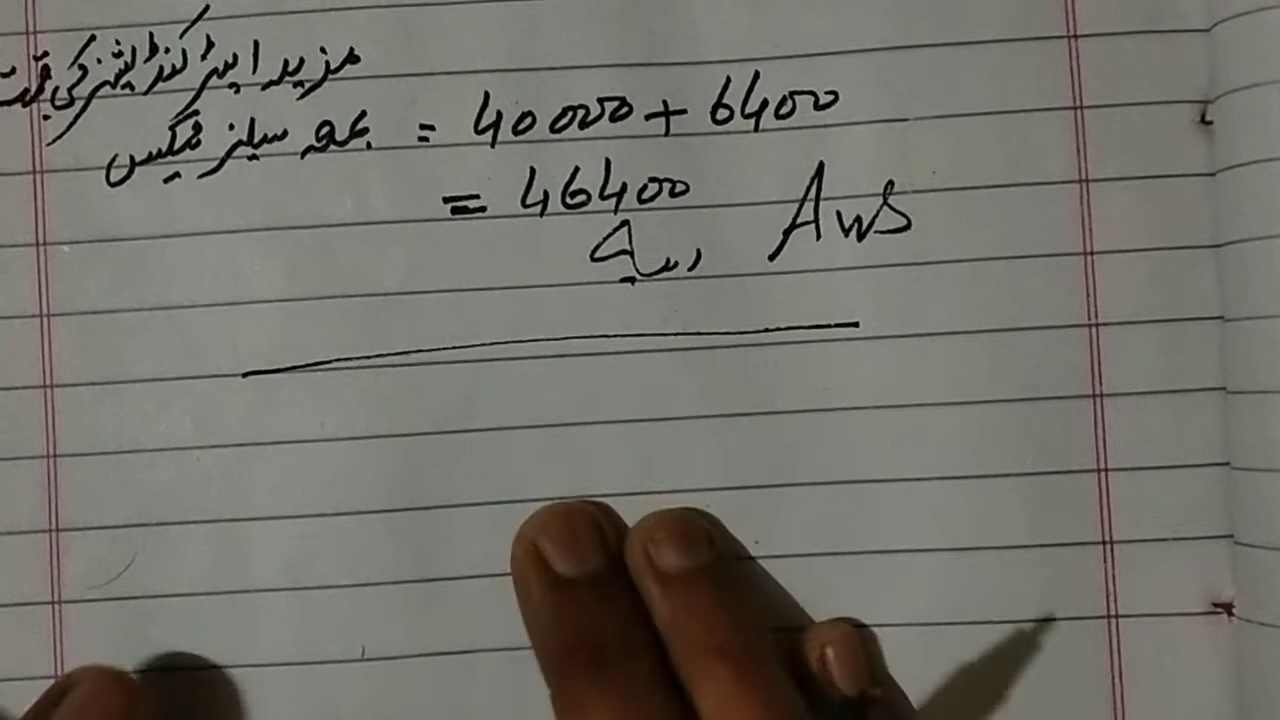 مزید ایئر کنڈیشنر کی قیمت
بمعہ سیلز ٹیکس = 40000 + 6400
= 46400
روپے Ans